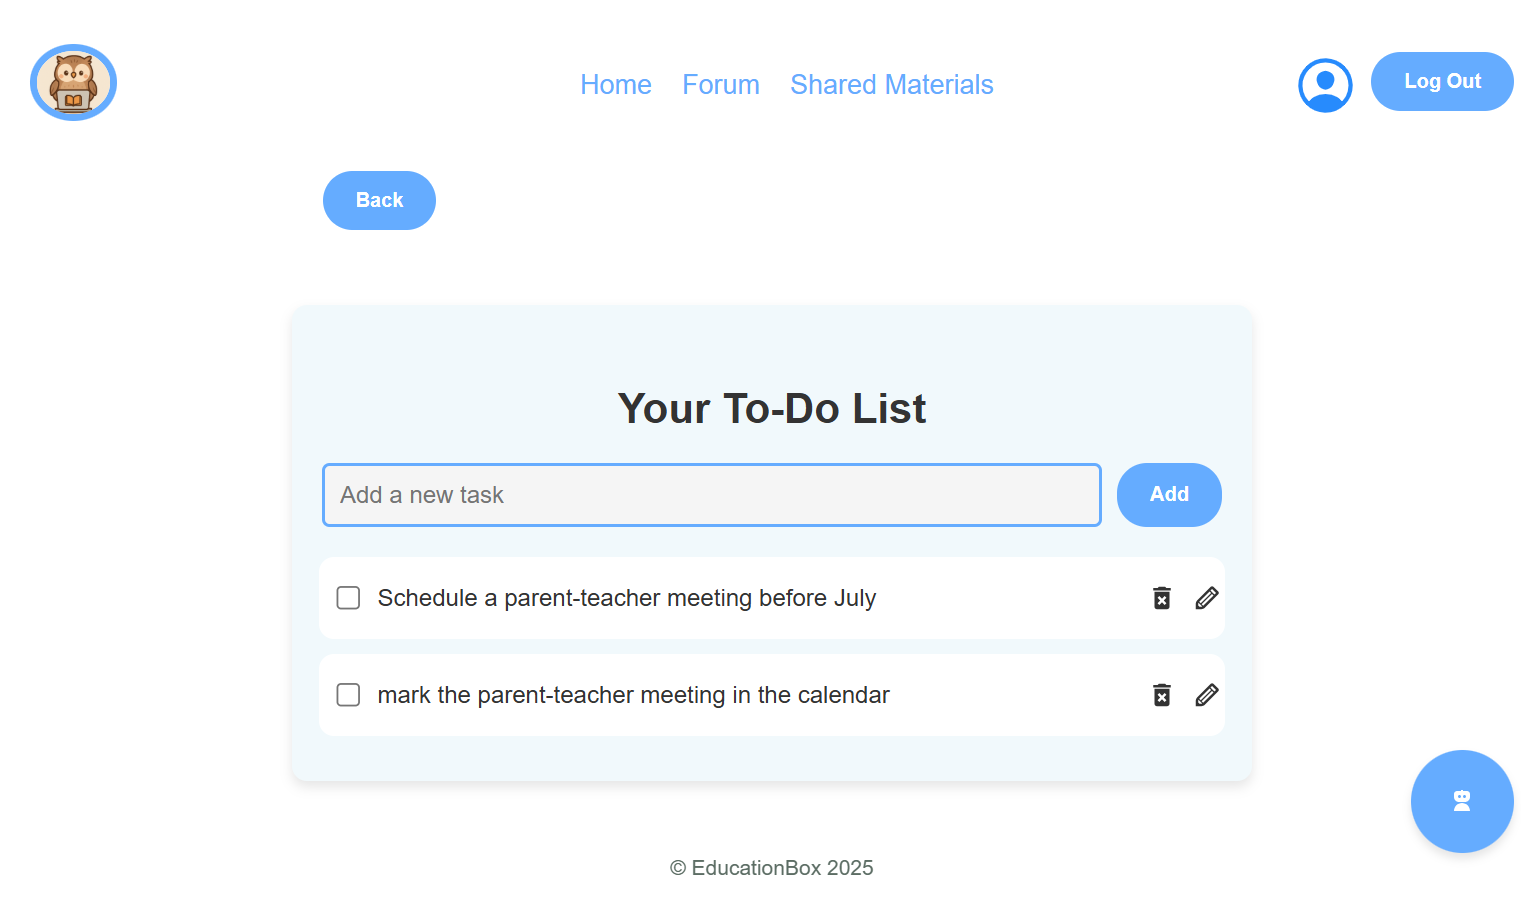 Home Forum Shared Materials Log Out
Back
Your To-Do List
Add a new task Add
Schedule a parent-teacher meeting before July
mark the parent-teacher meeting in the calendar
© EducationBox 2025